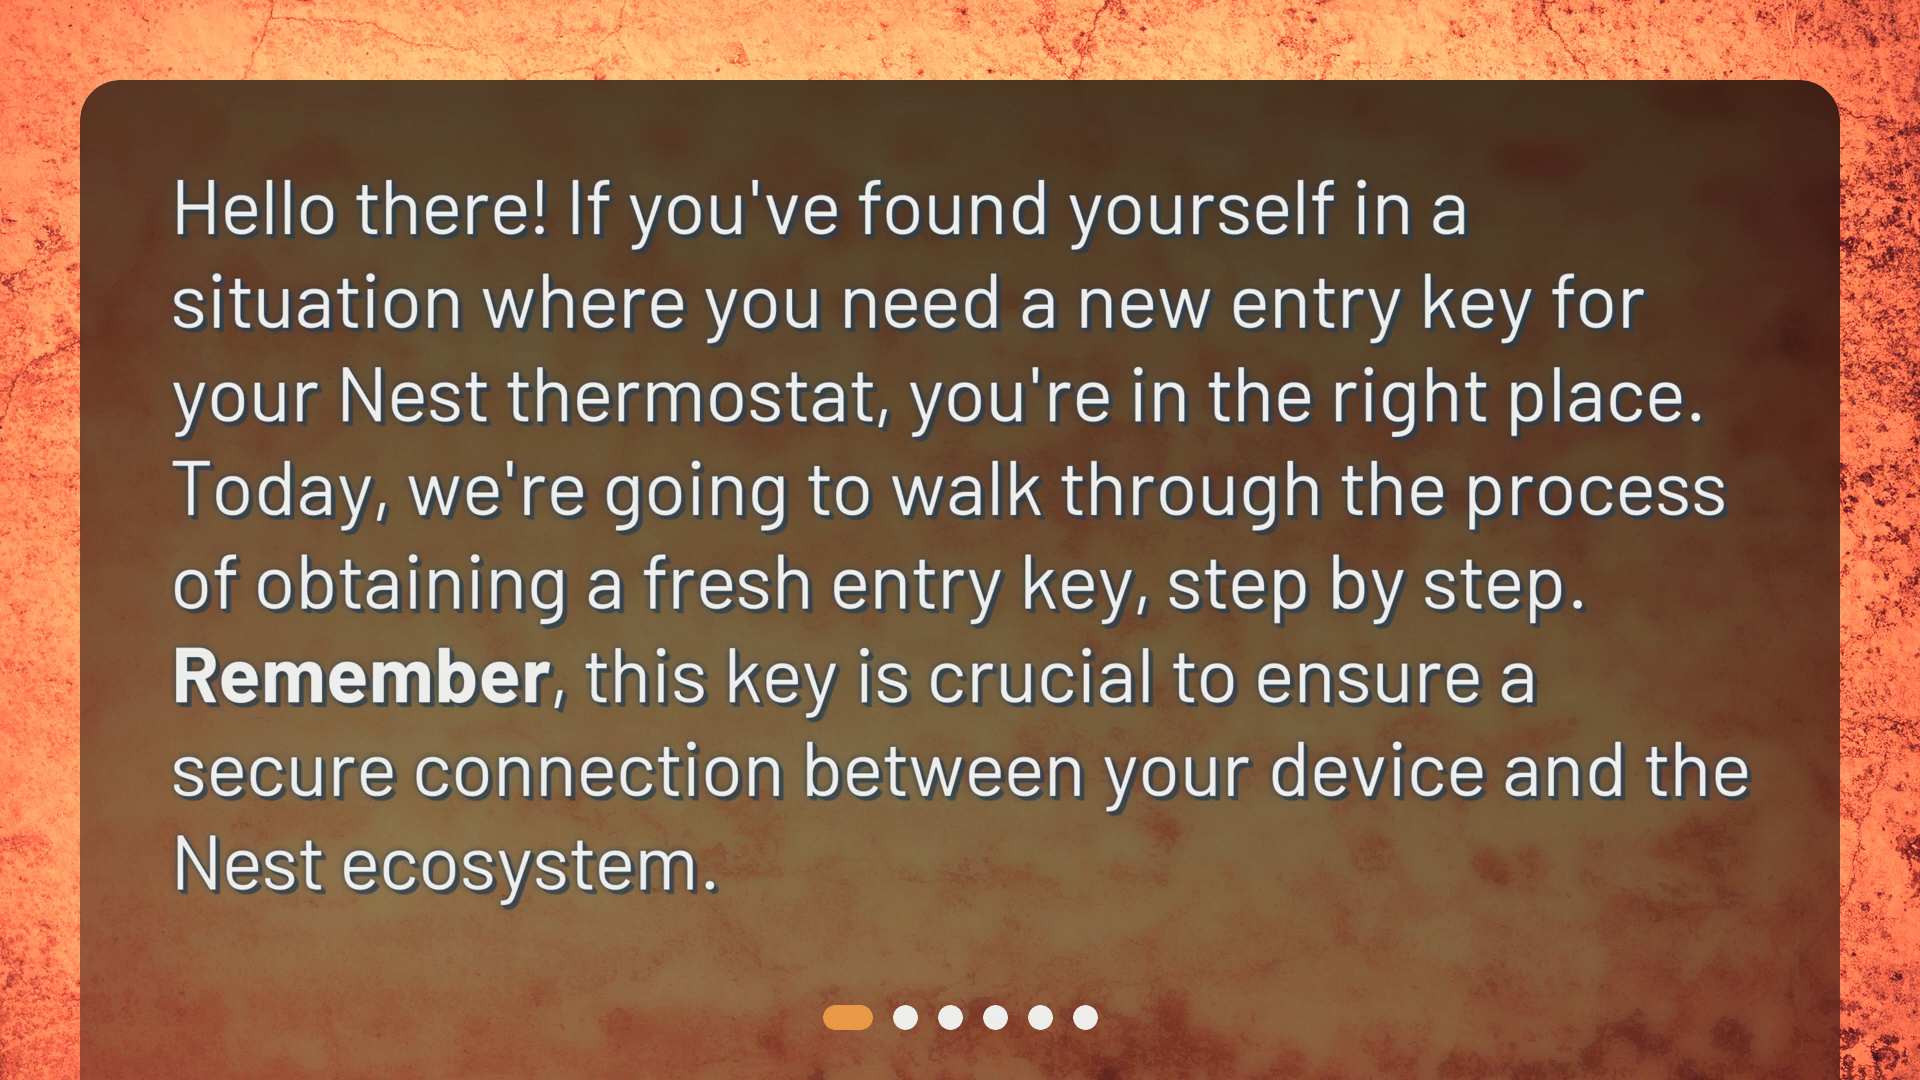 Hello there! If you've found yourself in a
situation where you need a new entry key for
your Nest thermostat, you're in the right place.
Today, we're going to walk through the process
of obtaining a fresh entry key, step by step.
Remember, this key is crucial to ensure a
secure connection between your device and the
Nest ecosystem.